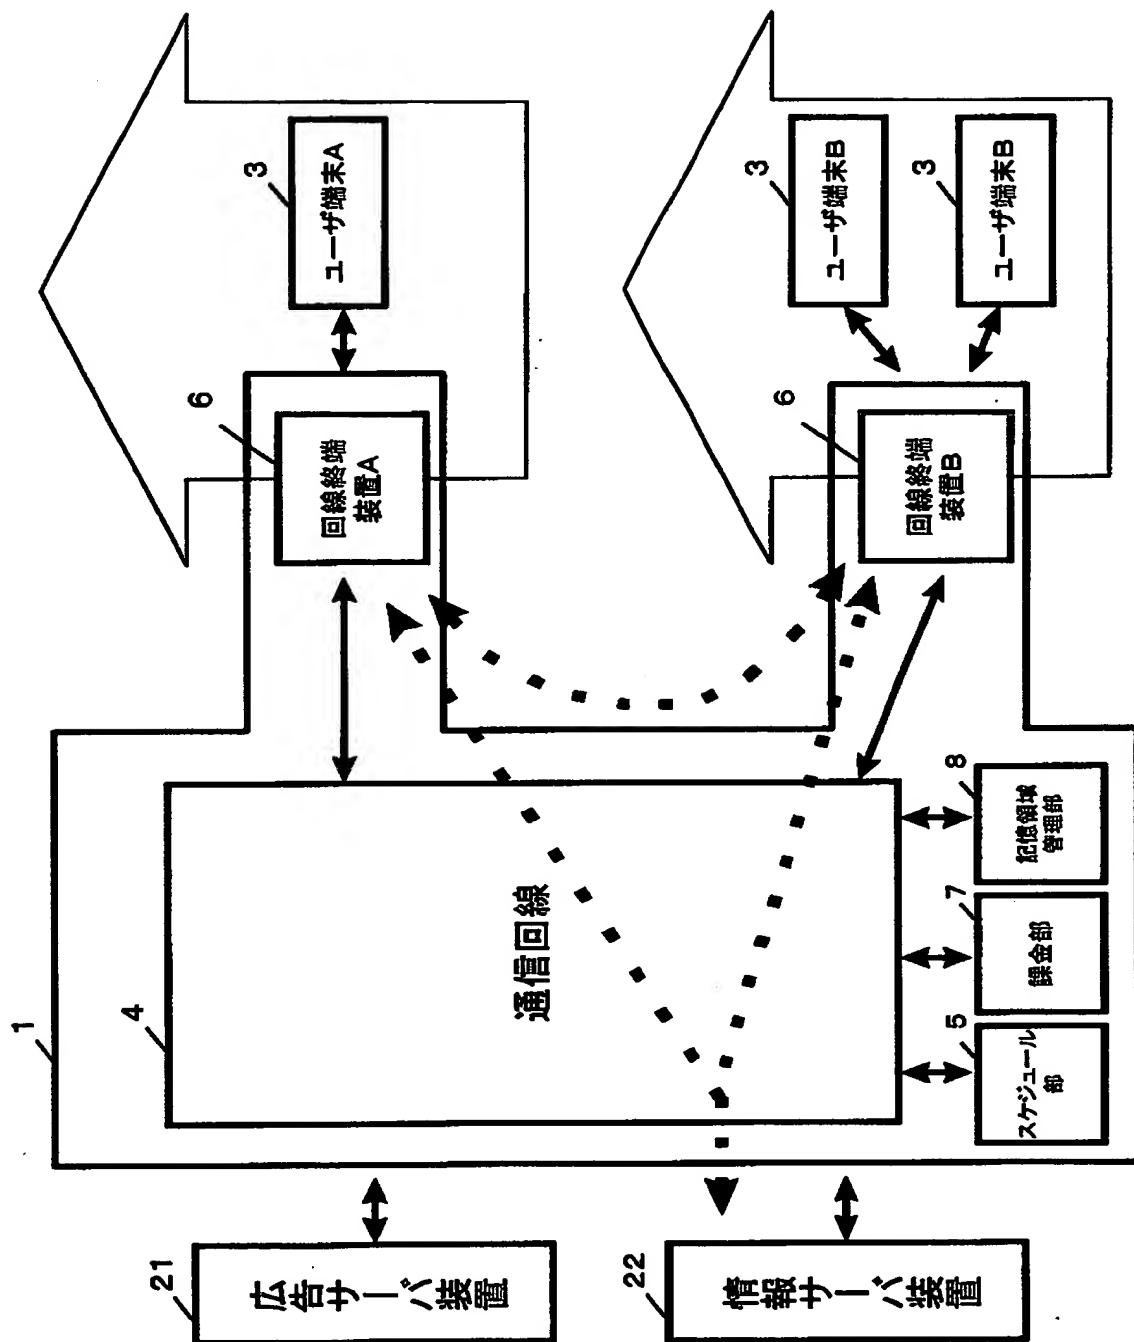 1
4
通信回線
21
広告サーバ装置
22
情報サーバ装置
6
回線終端
装置A
3
ユーザ端末A
6
回線終端
装置B
3
ユーザ端末B
3
ユーザ端末B
5
スケジュール
部
7
課金部
8
記憶領域
管理部